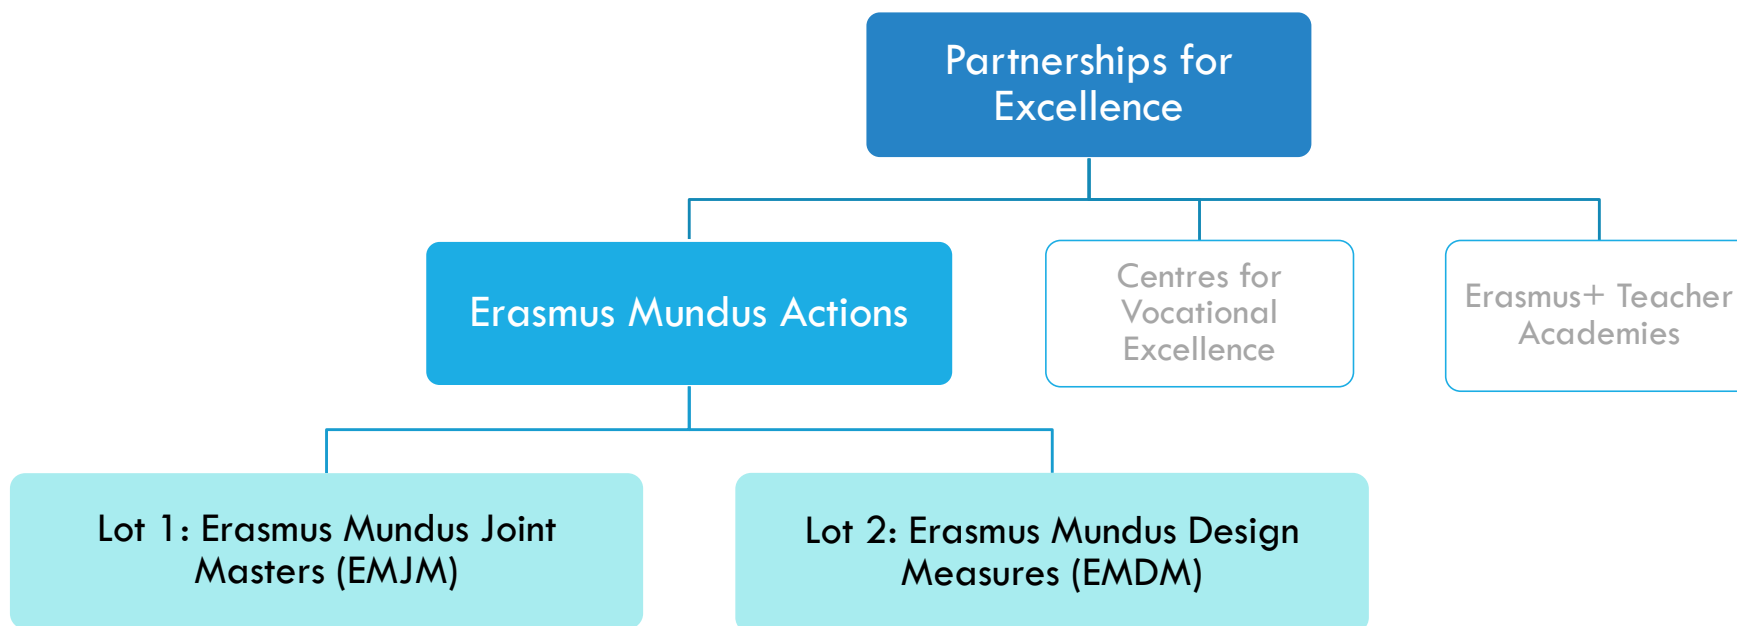 Partnerships for
Excellence
Erasmus Mundus Actions
Centres for
Vocational
Excellence
Erasmus+ Teacher
Academies
Lot 1: Erasmus Mundus Joint
Masters (EMJM)
Lot 2: Erasmus Mundus Design
Measures (EMDM)